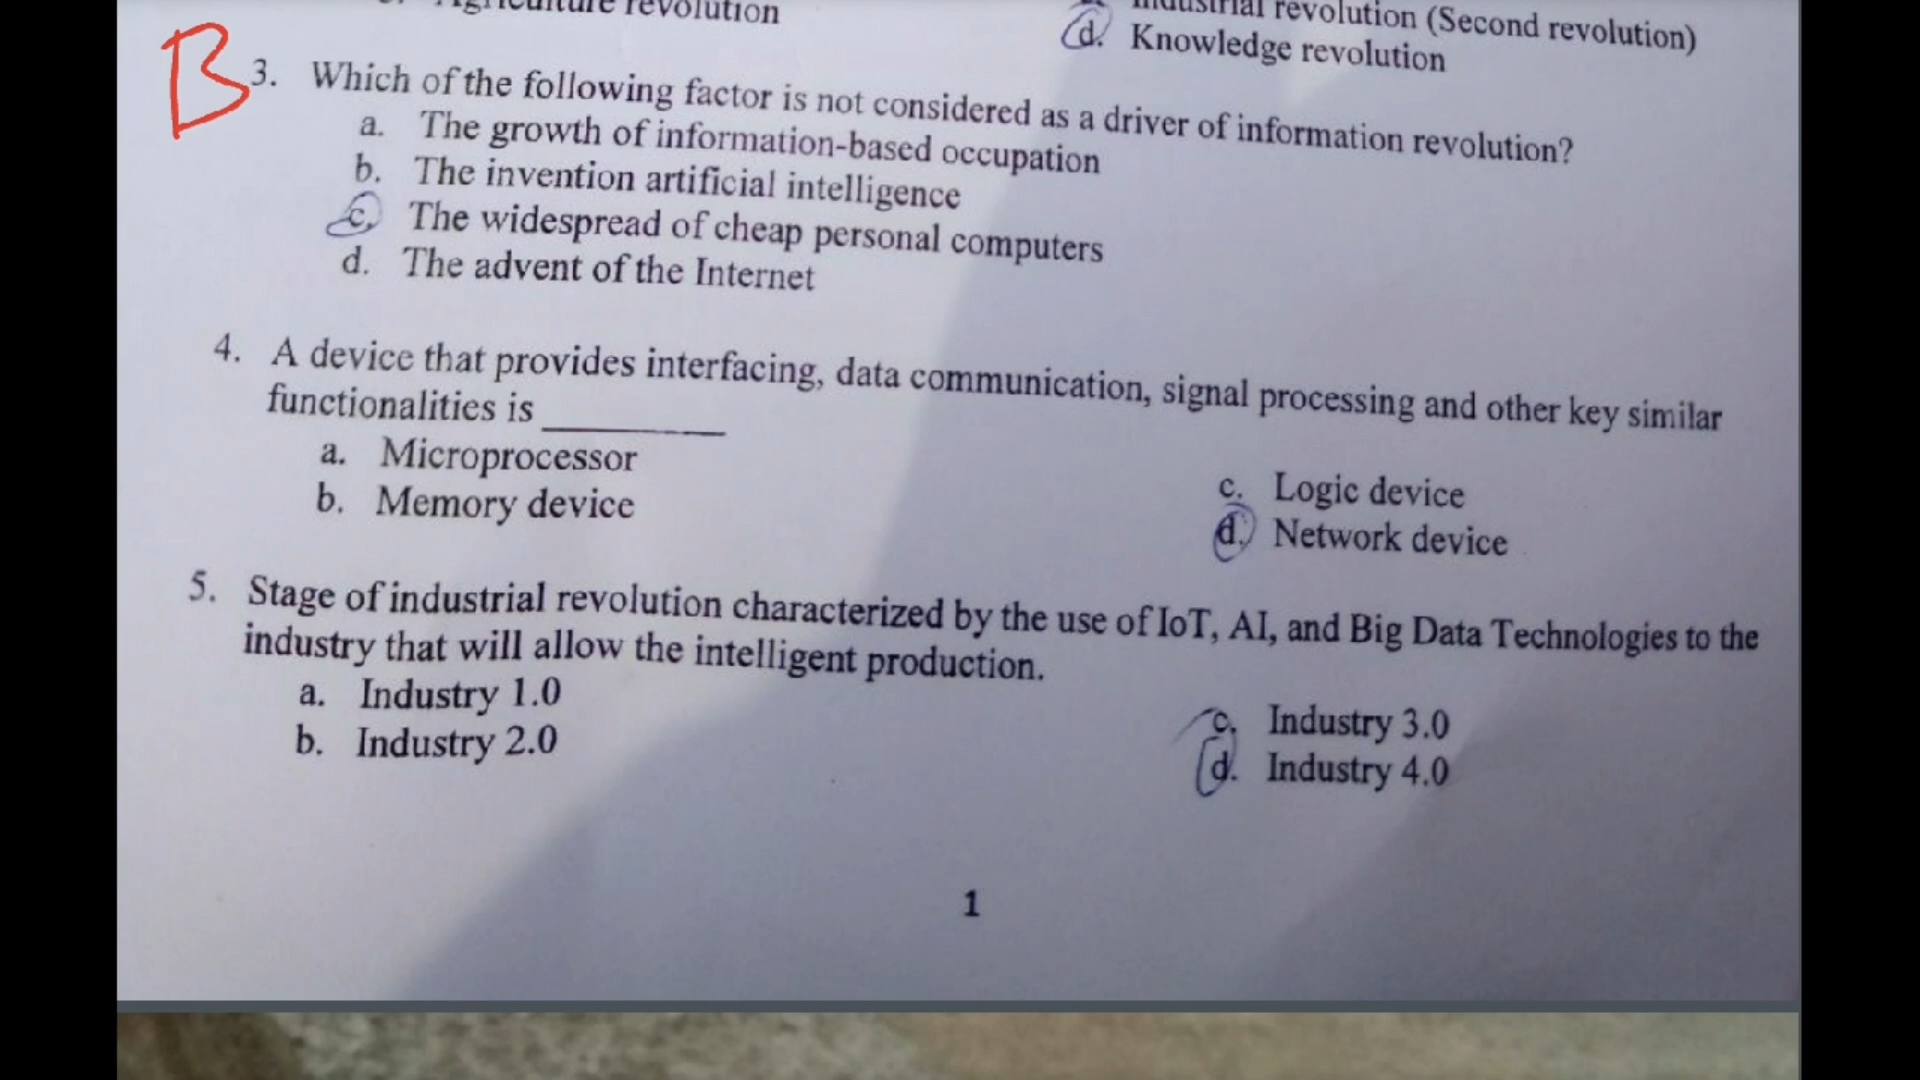 revolution
revolution (Second revolution)
d. Knowledge revolution
B
3. Which of the following factor is not considered as a driver of information revolution?
a. The growth of information-based occupation
b. The invention artificial intelligence
c. The widespread of cheap personal computers
d. The advent of the Internet
4. A device that provides interfacing, data communication, signal processing and other key similar
functionalities is ________
a. Microprocessor
b. Memory device
c. Logic device
d. Network device
5. Stage of industrial revolution characterized by the use of IoT, AI, and Big Data Technologies to the
industry that will allow the intelligent production.
a. Industry 1.0
b. Industry 2.0
c. Industry 3.0
d. Industry 4.0
1